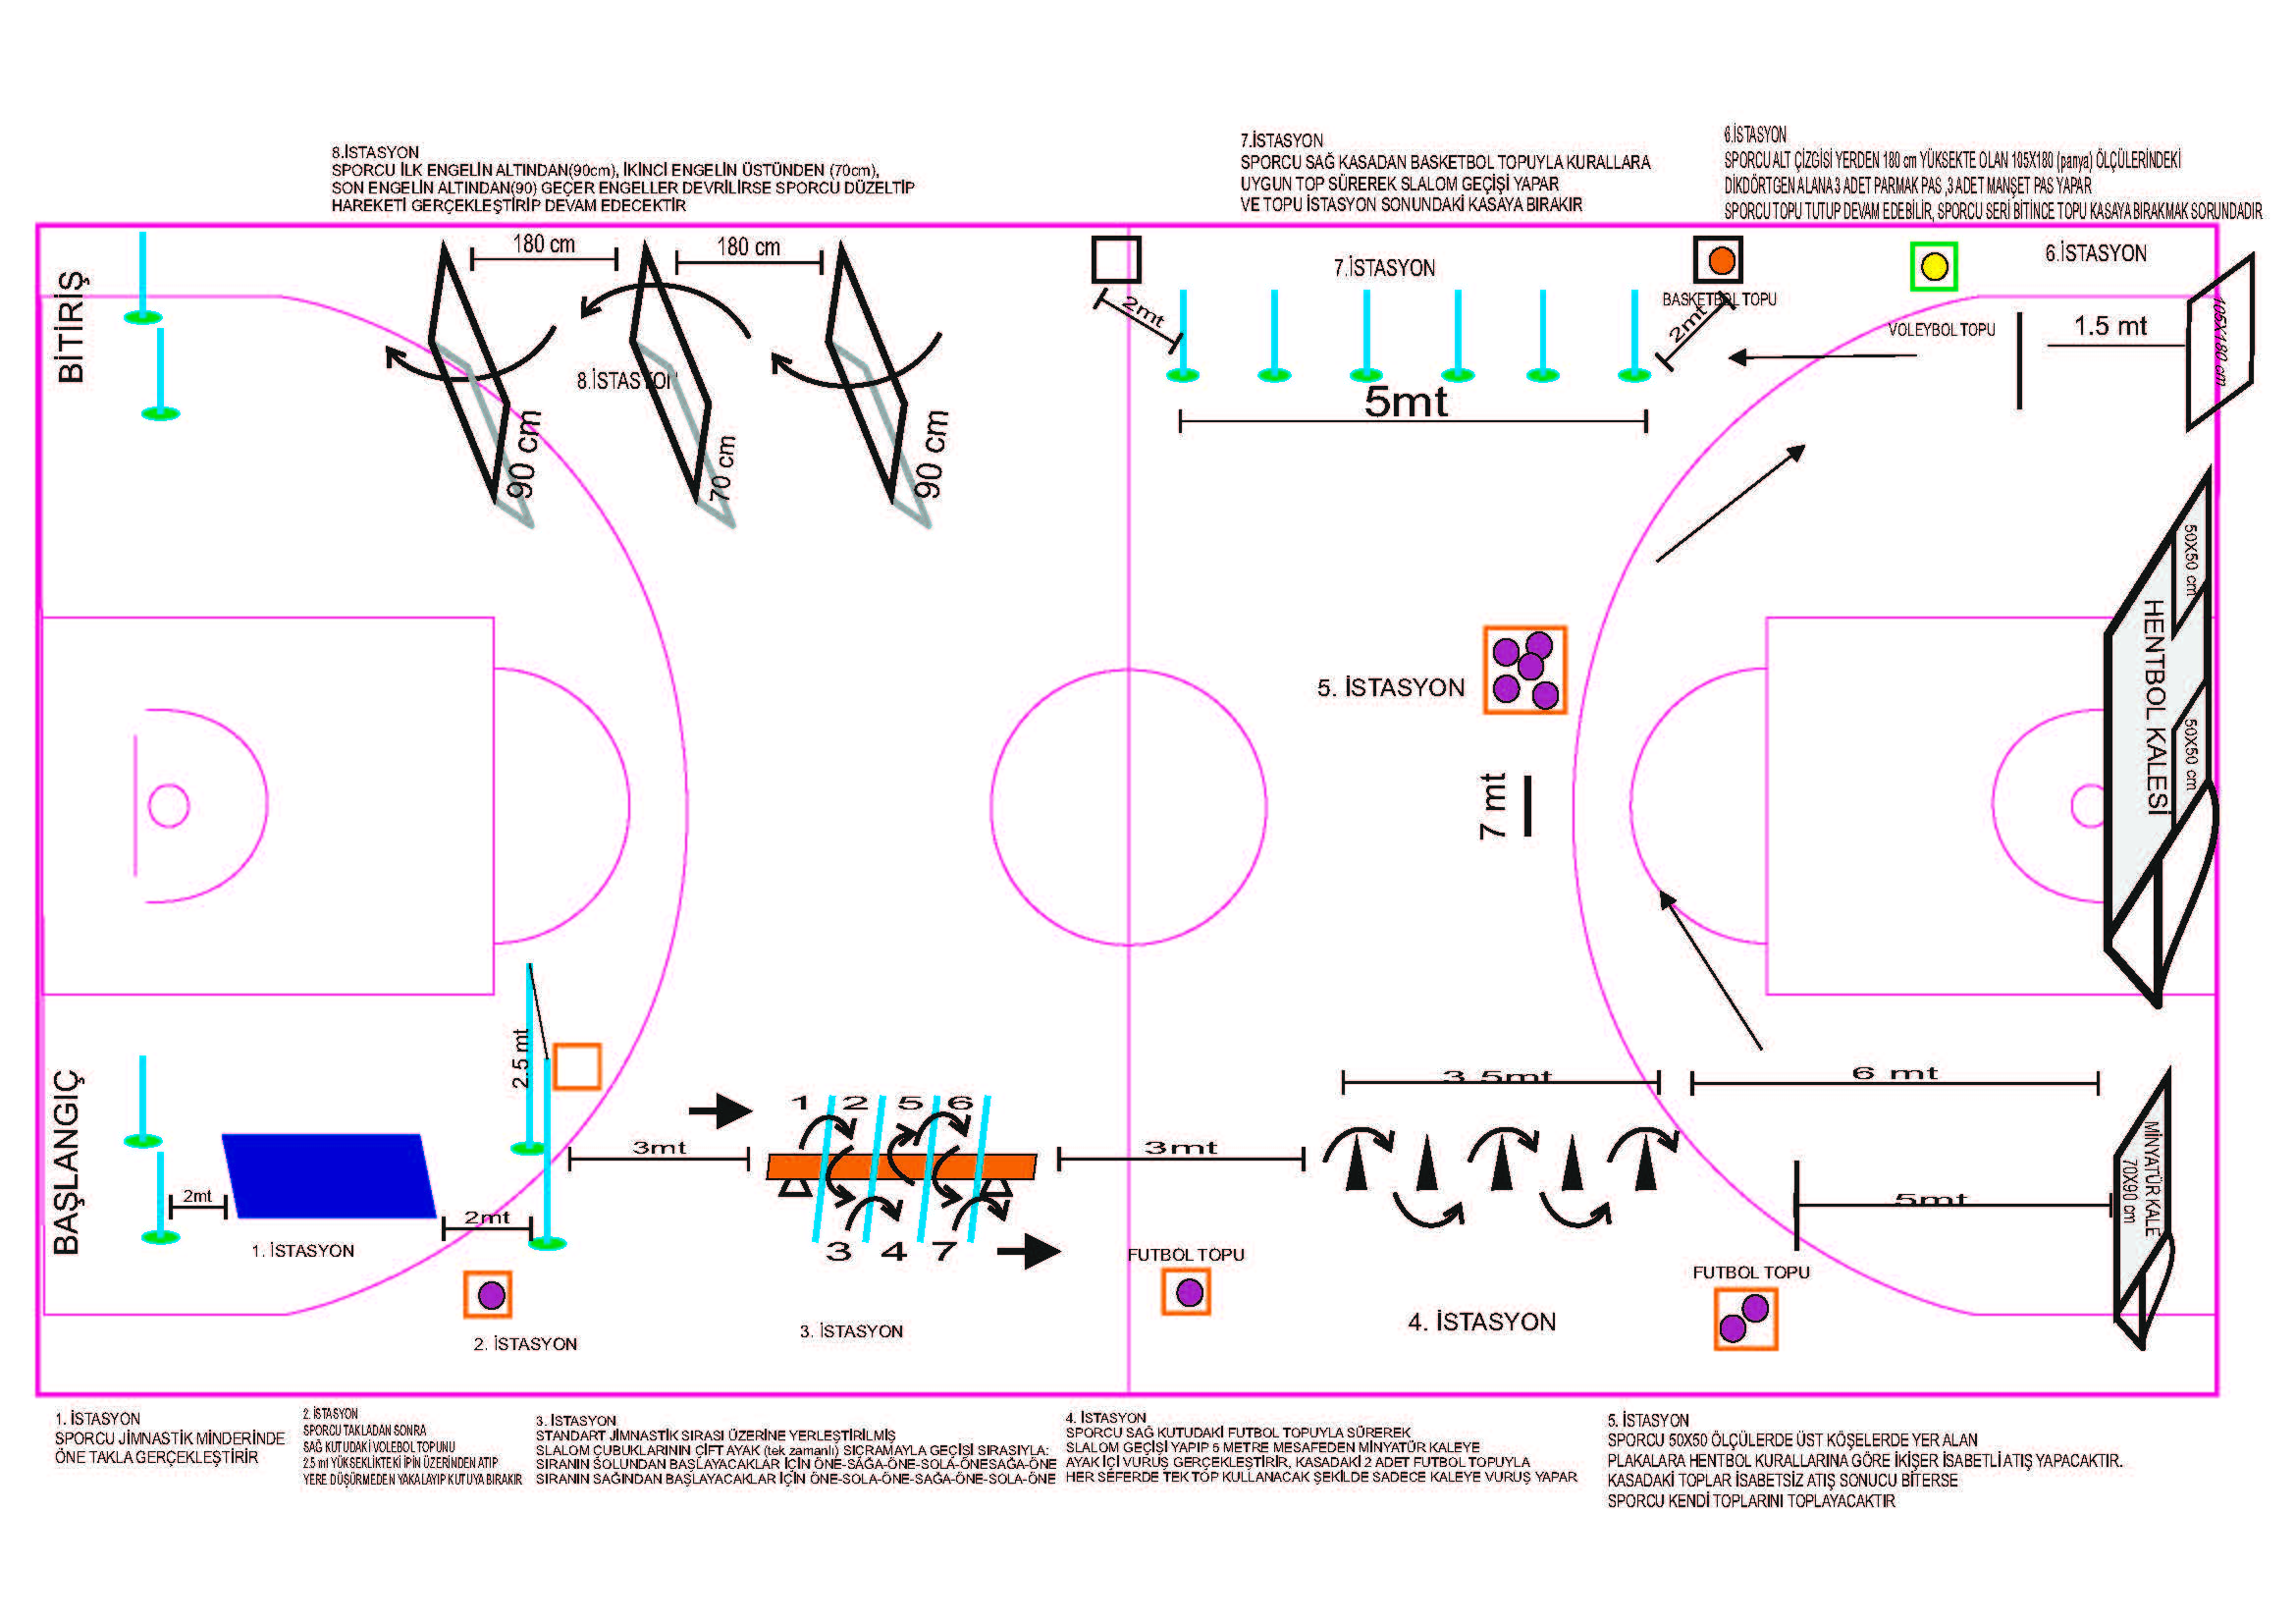 8.İSTASYON
SPORCU İLK ENGELİN ALTINDAN(90cm), İKİNCİ ENGELİN ÜSTÜNDEN (70cm),
SON ENGELİN ALTINDAN(90) GEÇER ENGELLER DEVRİLİRSE SPORCU DÜZELTİP
HAREKETİ GERÇEKLEŞTİRİP DEVAM EDECEKTİR
7.İSTASYON
SPORCU SAĞ KASADAN BASKETBOL TOPUYLA KURALLARA
UYGUN TOP SÜREREK SLALOM GEÇİŞİ YAPAR
VE TOPU İSTASYON SONUNDAKİ KASAYA BIRAKIR
6.İSTASYON
SPORCU ALT ÇİZGİSİ YERDEN 180 cm YÜKSEKTE OLAN 105X180 (panya) ÖLÇÜLERİNDEKİ
DİKDÖRTGEN ALANA 3 ADET PARMAK PAS ,3 ADET MANŞET PAS YAPAR
SPORCU TOPU TUTUP DEVAM EDEBİLİR, SPORCU SERİ BİTİNCE TOPU KASAYA BIRAKMAK SORUNDADIR
BİTİRİŞ
180 cm
180 cm
8.İSTASYON
90 cm
70 cm
90 cm
7.İSTASYON
2mt
BASKETBOL TOPU
2mt
5mt
6.İSTASYON
VOLEYBOL TOPU
1.5 mt
105X180 cm
5. İSTASYON
7 mt
50X50 cm
HENTBOL KALESİ
50X50 cm
BAŞLANGIÇ
2mt
1. İSTASYON
2mt
2.5 mt
2. İSTASYON
3mt
1 2 5 6
3 4 7
3. İSTASYON
3mt
FUTBOL TOPU
3.5mt
4. İSTASYON
6 mt
5mt
FUTBOL TOPU
MİNYATÜR KALE
70X90 cm
1. İSTASYON
SPORCU JİMNASTİK MİNDERİNDE
ÖNE TAKLA GERÇEKLEŞTİRİR
2. İSTASYON
SPORCU TAKLADAN SONRA
SAĞ KUTUDAKİ VOLEBOL TOPUNU
2.5 mt YÜKSEKLİKTEKİ İPİN ÜZERİNDEN ATIP
YERE DÜŞÜRMEDEN YAKALAYIP KUTUYA BIRAKIR
3. İSTASYON
STANDART JİMNASTİK SIRASI ÜZERİNE YERLEŞTİRİLMİŞ
SLALOM ÇUBUKLARININ ÇİFT AYAK (tek zamanlı) SIÇRAMAYLA GEÇİŞİ SIRASIYLA:
SIRANIN SOLUNDAN BAŞLAYACAKLAR İÇİN ÖNE-SAĞA-ÖNE-SOLA-ÖNESAĞA-ÖNE
SIRANIN SAĞINDAN BAŞLAYACAKLAR İÇİN ÖNE-SOLA-ÖNE-SAĞA-ÖNE-SOLA-ÖNE
4. İSTASYON
SPORCU SAĞ KUTUDAKİ FUTBOL TOPUYLA SÜREREK
SLALOM GEÇİŞİ YAPIP 5 METRE MESAFEDEN MİNYATÜR KALEYE
AYAK İÇİ VURUŞ GERÇEKLEŞTİRİR, KASADAKİ 2 ADET FUTBOL TOPUYLA
HER SEFERDE TEK TOP KULLANACAK ŞEKİLDE SADECE KALEYE VURUŞ YAPAR
5. İSTASYON
SPORCU 50X50 ÖLÇÜLERDE ÜST KÖŞELERDE YER ALAN
PLAKALARA HENTBOL KURALLARINA GÖRE İKİŞER İSABETLİ ATIŞ YAPACAKTIR.
KASADAKİ TOPLAR İSABETSİZ ATIŞ SONUCU BİTERSE
SPORCU KENDİ TOPLARINI TOPLAYACAKTIR